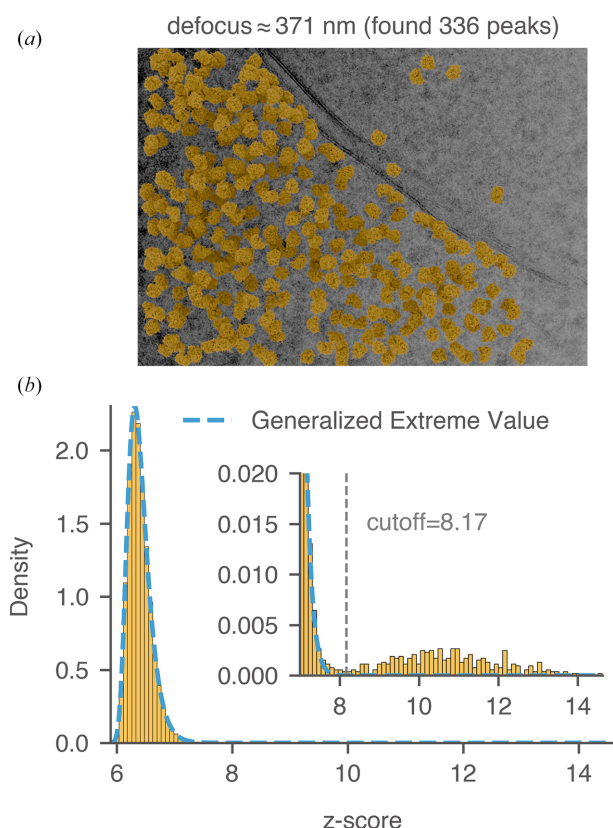 (a)
defocus ≈ 371 nm (found 336 peaks)
(b)
Generalized Extreme Value
Density
2.0
1.5
1.0
0.5
0.0
0.020
0.015
0.010
0.005
0.000
cutoff=8.17
8 10 12 14
6 8 10 12 14
z-score